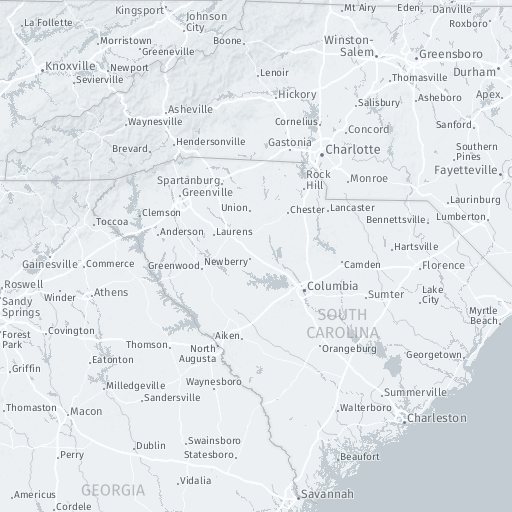 Kingsport
Mt Airy
Eden
Danville
La Follette
Johnson
City
Roxboro
Morristown
Boone
Winston-
Salem
Greeneville
Greensboro
Knoxville
Newport
Lenoir
Durham
Sevierville
Thomasville
Hickory
Apex
Asheboro
Salisbury
Asheville
Waynesville
Cornelius
Concord
Sanford
Brevard
Hendersonville
Gastonia
Charlotte
Southern
Pines
Fayetteville
Spartanburg
Rock
Hill
Monroe
Greenville
Laurinburg
Clemson
Union
Chester
Lancaster
Bennettsville
Lumberton
Toccoa
Anderson
Laurens
Hartsville
Gainesville
Commerce
Greenwood
Newberry
Camden
Florence
Roswell
Winder
Athens
Columbia
Sumter
Lake
City
Sandy
Springs
SOUTH
CAROLINA
Myrtle
Beach
Forest
Park
Covington
Aiken
Thomson
North
Augusta
Orangeburg
Georgetown
Eatonton
Griffin
Milledgeville
Waynesboro
Sandersville
Summerville
Thomaston
Macon
Walterboro
Charleston
Dublin
Swainsboro
Statesboro
Perry
Beaufort
Vidalia
GEORGIA
Americus
Savannah
Cordele